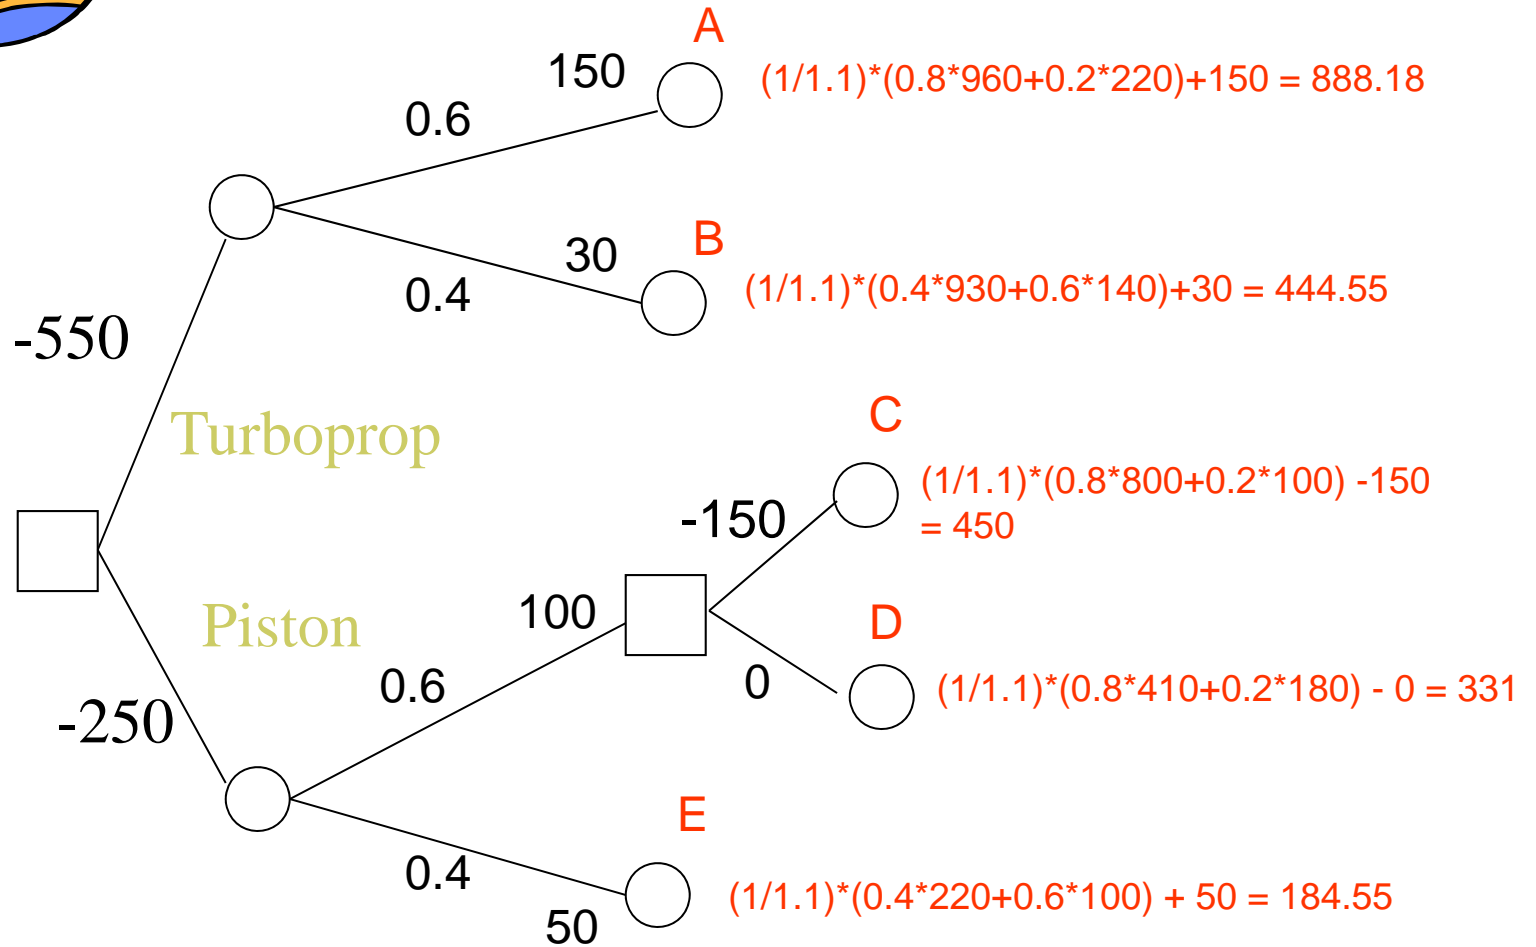 A
150
(1/1.1)*(0.8*960+0.2*220)+150 = 888.18
0.6
B
30
(1/1.1)*(0.4*930+0.6*140)+30 = 444.55
0.4
-550
Turboprop
C
(1/1.1)*(0.8*800+0.2*100) -150
= 450
-150
Piston
100
D
0.6
0
(1/1.1)*(0.8*410+0.2*180) - 0 = 331
-250
E
0.4
(1/1.1)*(0.4*220+0.6*100) + 50 = 184.55
50